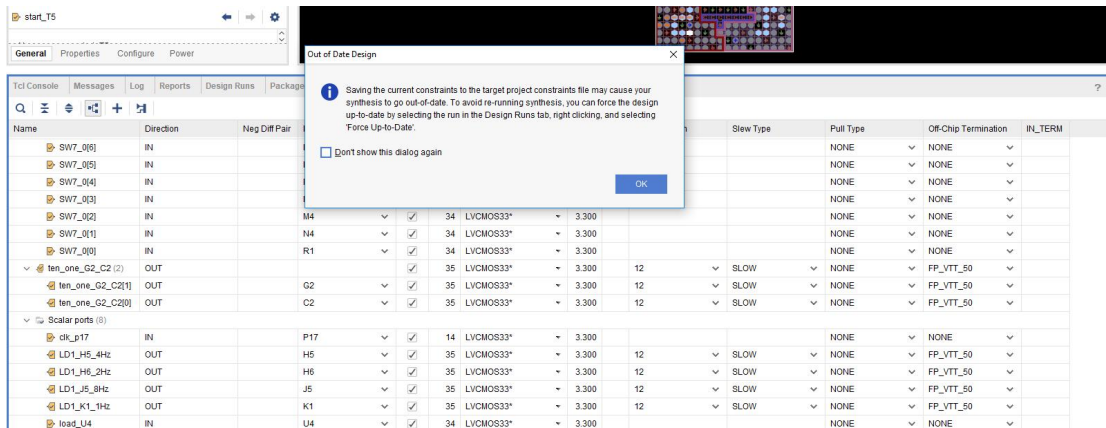 start_T5
General Properties Configure Power
Out of Date Design
Saving the current constraints to the target project constraints file may cause your
synthesis to go out-of-date. To avoid re-running synthesis, you can force the design
up-to-date by selecting the run in the Design Runs tab, right clicking, and selecting
'Force Up-to-Date'.
Don't show this dialog again
OK
Tcl Console Messages Log Reports Design Runs Package ?
Name Direction Neg Diff Pair Slew Type Pull Type Off-Chip Termination IN_TERM
SW7_0[6] IN NONE NONE
SW7_0[5] IN NONE NONE
SW7_0[4] IN NONE NONE
SW7_0[3] IN NONE NONE
SW7_0[2] IN M4 34 LVCMOS33* 3.300 NONE NONE
SW7_0[1] IN N4 34 LVCMOS33* 3.300 NONE NONE
SW7_0[0] IN R1 34 LVCMOS33* 3.300 NONE NONE
ten_one_G2_C2 (2) OUT 35 LVCMOS33* 3.300 12 SLOW NONE FP_VTT_50
ten_one_G2_C2[1] OUT G2 35 LVCMOS33* 3.300 12 SLOW NONE FP_VTT_50
ten_one_G2_C2[0] OUT C2 35 LVCMOS33* 3.300 12 SLOW NONE FP_VTT_50
Scalar ports (8)
clk_p17 IN P17 14 LVCMOS33* 3.300 NONE NONE
LD1_H5_4Hz OUT H5 35 LVCMOS33* 3.300 12 SLOW NONE FP_VTT_50
LD1_H6_2Hz OUT H6 35 LVCMOS33* 3.300 12 SLOW NONE FP_VTT_50
LD1_J5_8Hz OUT J5 35 LVCMOS33* 3.300 12 SLOW NONE FP_VTT_50
LD1_K1_1Hz OUT K1 35 LVCMOS33* 3.300 12 SLOW NONE FP_VTT_50
load_U4 IN U4 34 LVCMOS33* 3.300 NONE NONE